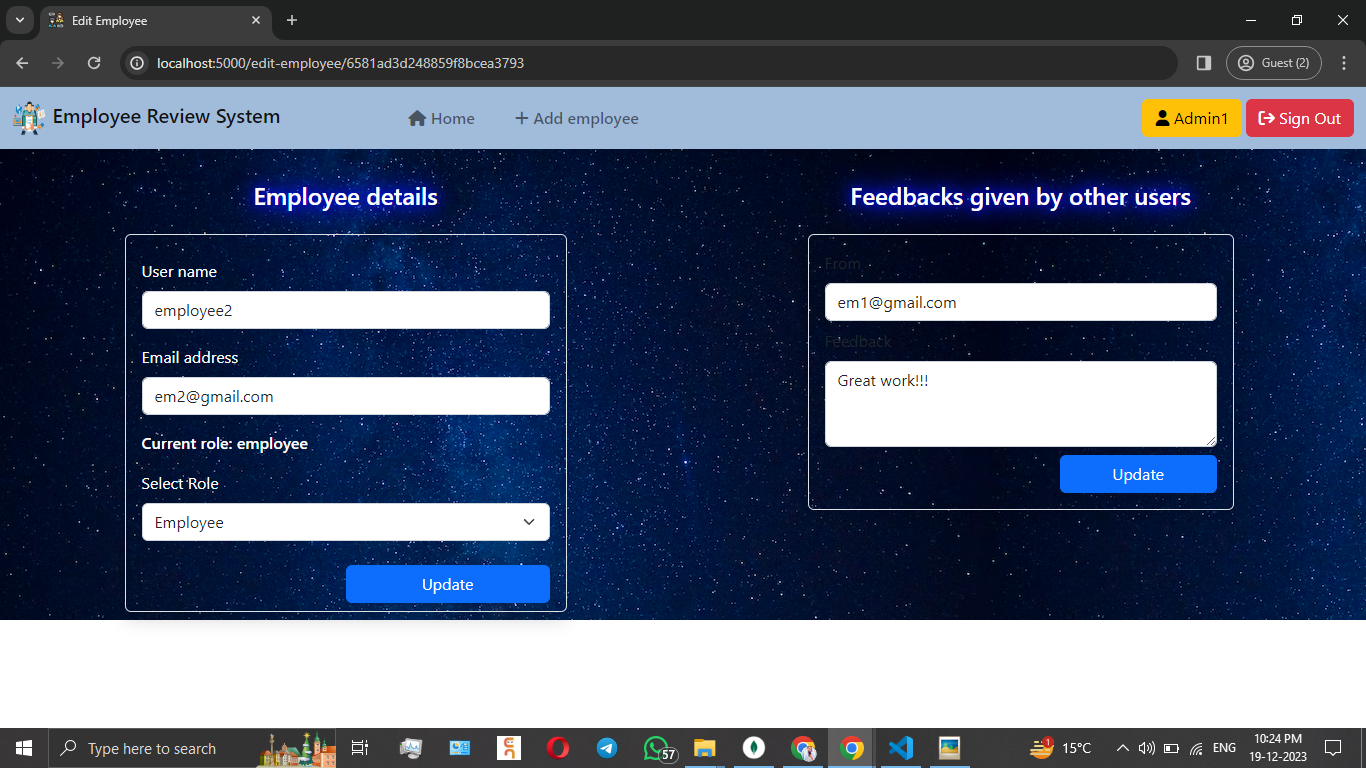 Edit Employee
localhost:5000/edit-employee/6581ad3d248859f8bcea3793
Guest (2)
Employee Review System
Home
Add employee
Admin1
Sign Out
Employee details
User name
employee2
Email address
em2@gmail.com
Current role: employee
Select Role
Employee
Update
Feedbacks given by other users
From
em1@gmail.com
Feedback
Great work!!!
Update
Type here to search
57
1
15°C
ENG
10:24 PM
19-12-2023